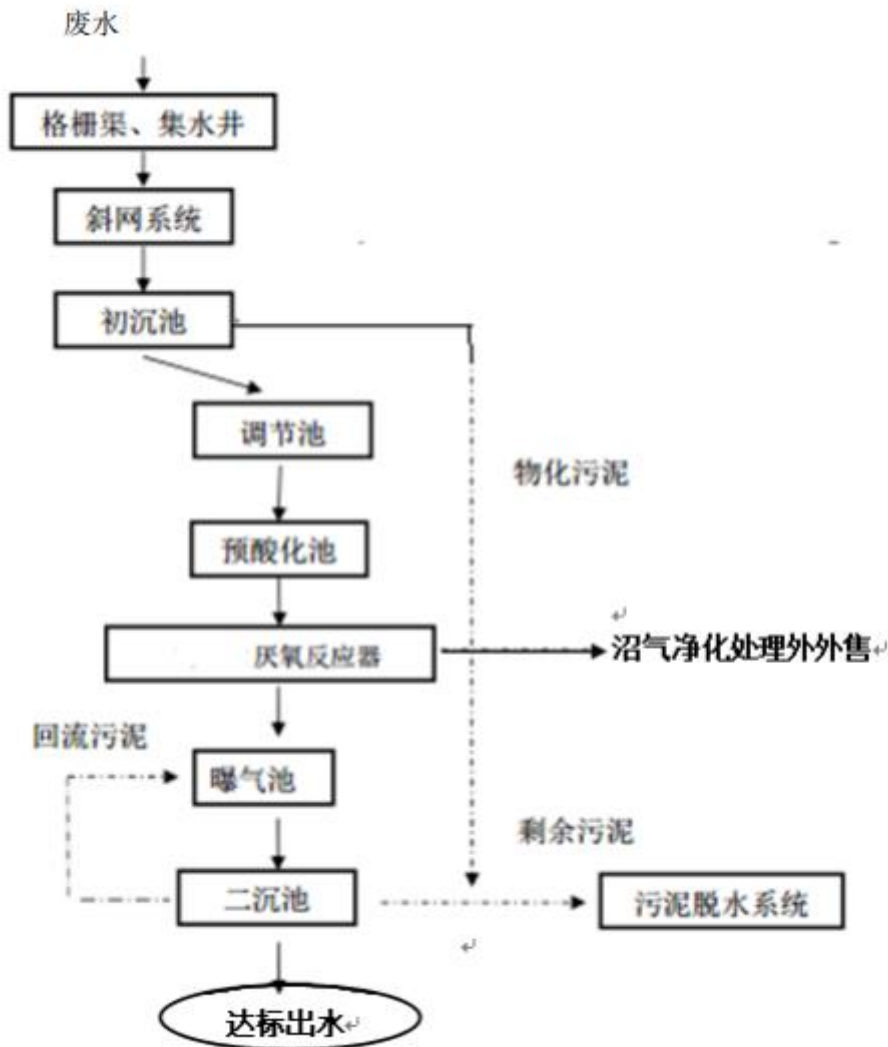 废水
格栅渠、集水井
斜网系统
初沉池
调节池
物化污泥
预酸化池
厌氧反应器
沼气净化处理外外售
回流污泥
曝气池
剩余污泥
二沉池
污泥脱水系统
达标出水